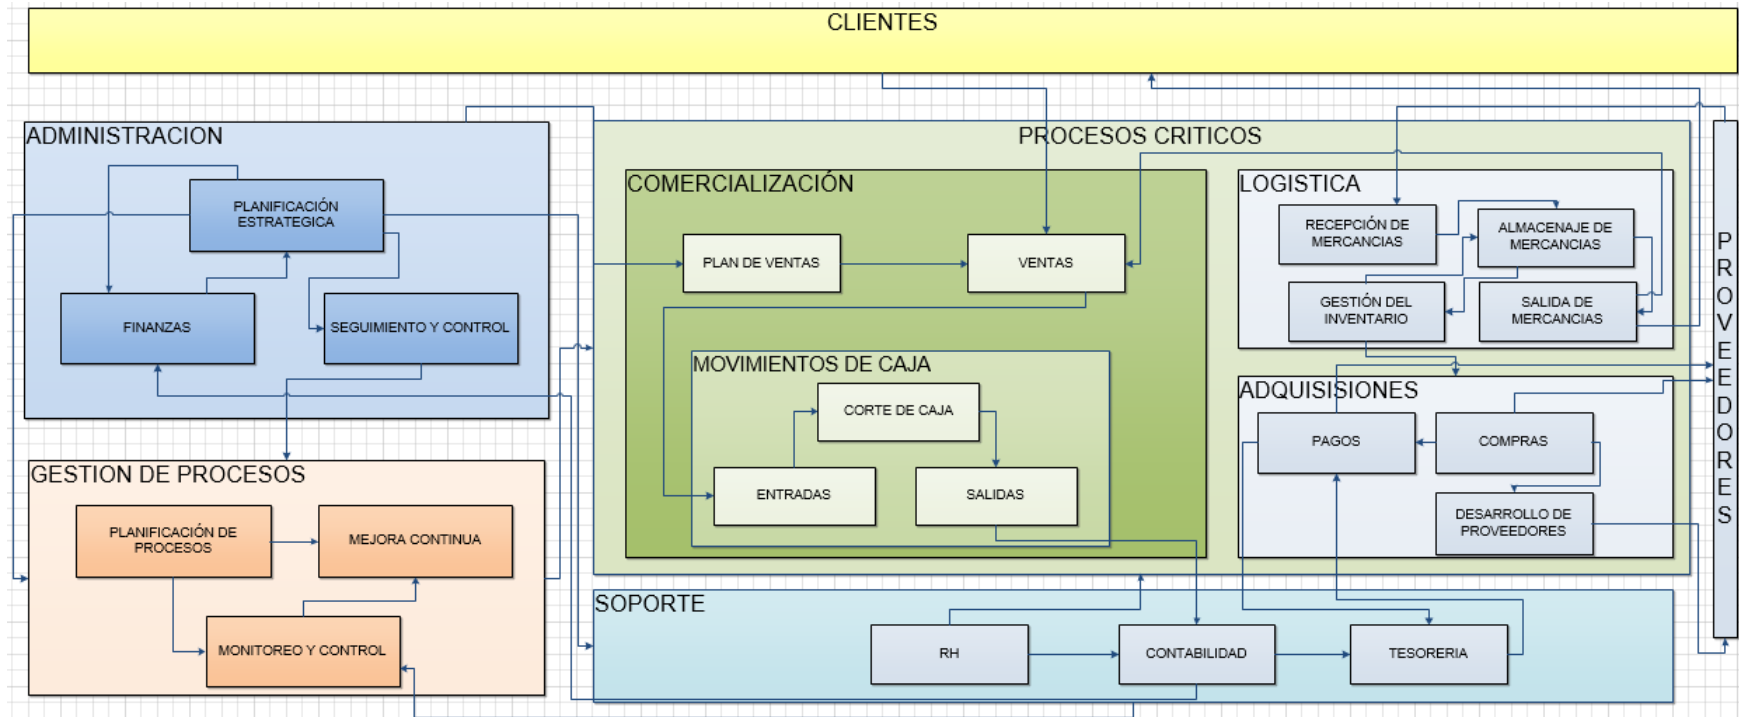 CLIENTES
ADMINISTRACION
PLANIFICACIÓN
ESTRATEGICA
FINANZAS
SEGUIMIENTO Y CONTROL
GESTION DE PROCESOS
PLANIFICACIÓN DE
PROCESOS
MEJORA CONTINUA
MONITOREO Y CONTROL
PROCESOS CRITICOS
COMERCIALIZACIÓN
PLAN DE VENTAS
VENTAS
MOVIMIENTOS DE CAJA
CORTE DE CAJA
ENTRADAS
SALIDAS
LOGISTICA
RECEPCIÓN DE
MERCANCIAS
ALMACENAJE DE
MERCANCIAS
GESTIÓN DEL
INVENTARIO
SALIDA DE
MERCANCIAS
ADQUISISIONES
PAGOS
COMPRAS
DESARROLLO DE
PROVEEDORES
SOPORTE
RH
CONTABILIDAD
TESORERIA
PROVEEDORES